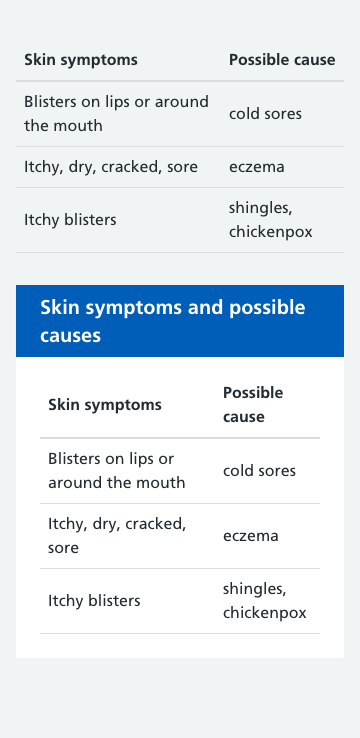 Skin symptoms Possible cause
Blisters on lips or around
the mouth
cold sores
Itchy, dry, cracked, sore eczema
Itchy blisters
shingles,
chickenpox
Skin symptoms and possible
causes
Skin symptoms
Possible
cause
Blisters on lips or
around the mouth
cold sores
Itchy, dry, cracked,
sore
eczema
Itchy blisters
shingles,
chickenpox